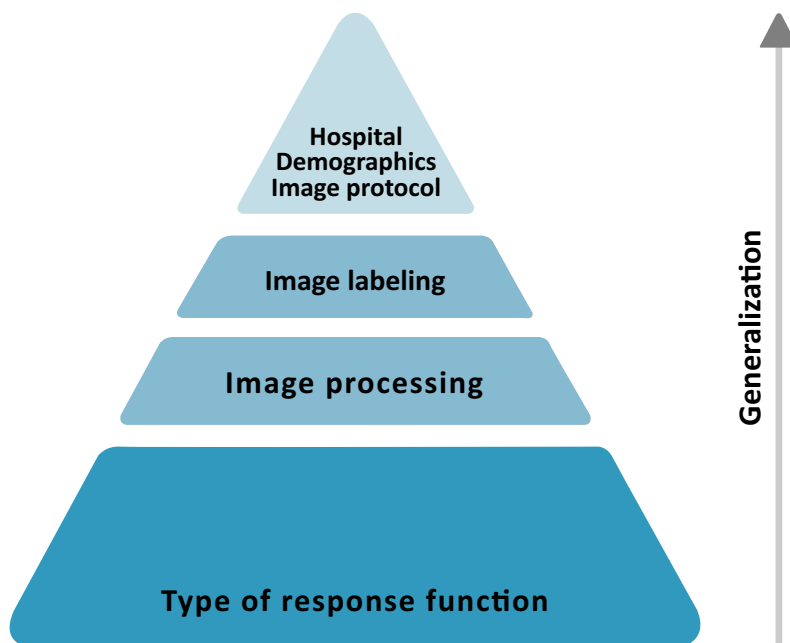 Hospital
Demographics
Image protocol
Image labeling
Image processing
Type of response function
Generalization